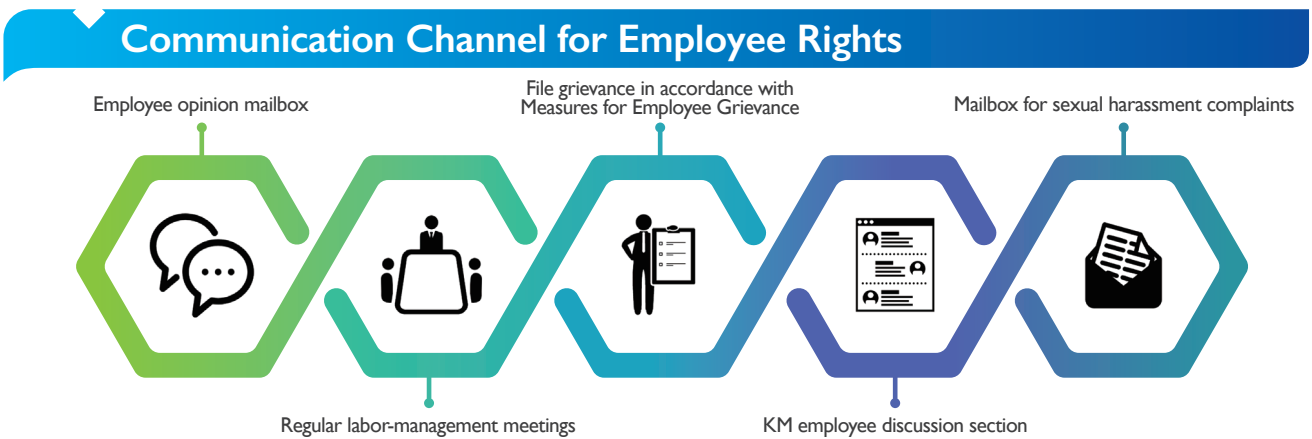 Communication Channel for Employee Rights
Employee opinion mailbox
File grievance in accordance with
Measures for Employee Grievance
Mailbox for sexual harassment complaints
Regular labor-management meetings
KM employee discussion section